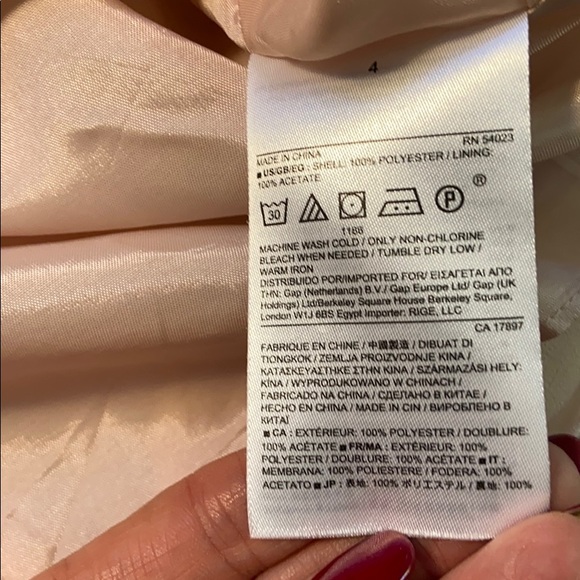 4
RN 54023
MADE IN CHINA
■ US/GB/EG : SHELL: 100% POLYESTER / LINING:
100% ACETATE
30 P ®
1168
MACHINE WASH COLD / ONLY NON-CHLORINE
BLEACH WHEN NEEDED / TUMBLE DRY LOW /
WARM IRON
DISTRIBUIDO POR/IMPORTED FOR/ ΕΙΣΑΓΕΤΑΙ ΑΠΟ
THN: Gap (Netherlands) B.V./ Gap Europe Ltd/ Gap (UK
Holdings) Ltd/Berkeley Square House Berkeley Square,
London W1J 6BS Egypt Importer: RIGE, LLC
CA 17897
FABRIQUE EN CHINE / 中國製造 / DIBUAT DI
TIONGKOK / ZEMLJA PROIZVODNJE KINA /
ΚΑΤΑΣΚΕΥΑΣΤΗΚΕ ΣΤΗΝ ΚΙΝΑ / SZÁRMAZÁSI HELY:
KÍNA / WYPRODUKOWANO W CHINACH /
FABRICADO NA CHINA / СДЕЛАНО В КИТАЕ /
HECHO EN CHINA / MADE IN CIN / ВИРОБЛЕНО В
КИТАЇ
■ CA : EXTÉRIEUR: 100% POLYESTER / DOUBLURE:
100% ACÉTATE ■ FR/MA : EXTÉRIEUR: 100%
POLYESTER / DOUBLURE: 100% ACÉTATE ■ IT :
MEMBRANA: 100% POLIESTERE / FODERA: 100%
ACETATO ■ JP : 表地: 100% ポリエステル / 裏地: 100%